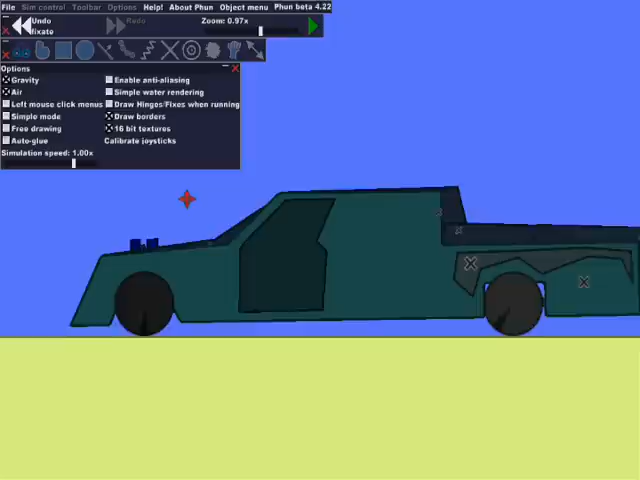 File Sim control Toolbar Options Help! About Phun Object menu Phun beta 4.22
Undo Redo Zoom: 0.97x
fixate
Options
Gravity Enable anti-aliasing
Air Simple water rendering
Left mouse click menus Draw Hinges/Fixes when running
Simple mode Draw borders
Free drawing 16 bit textures
Auto-glue Calibrate joysticks
Simulation speed: 1.00x